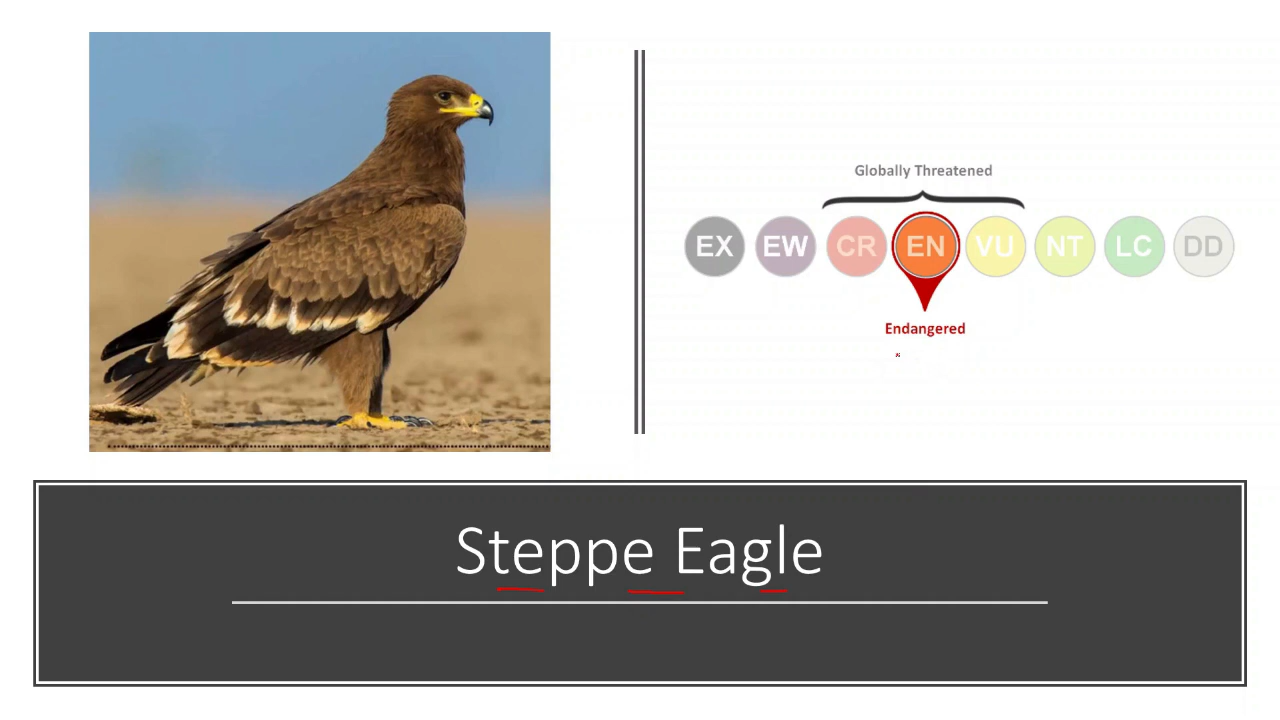 Globally Threatened
EX EW CR EN VU NT LC DD
Endangered
Steppe Eagle